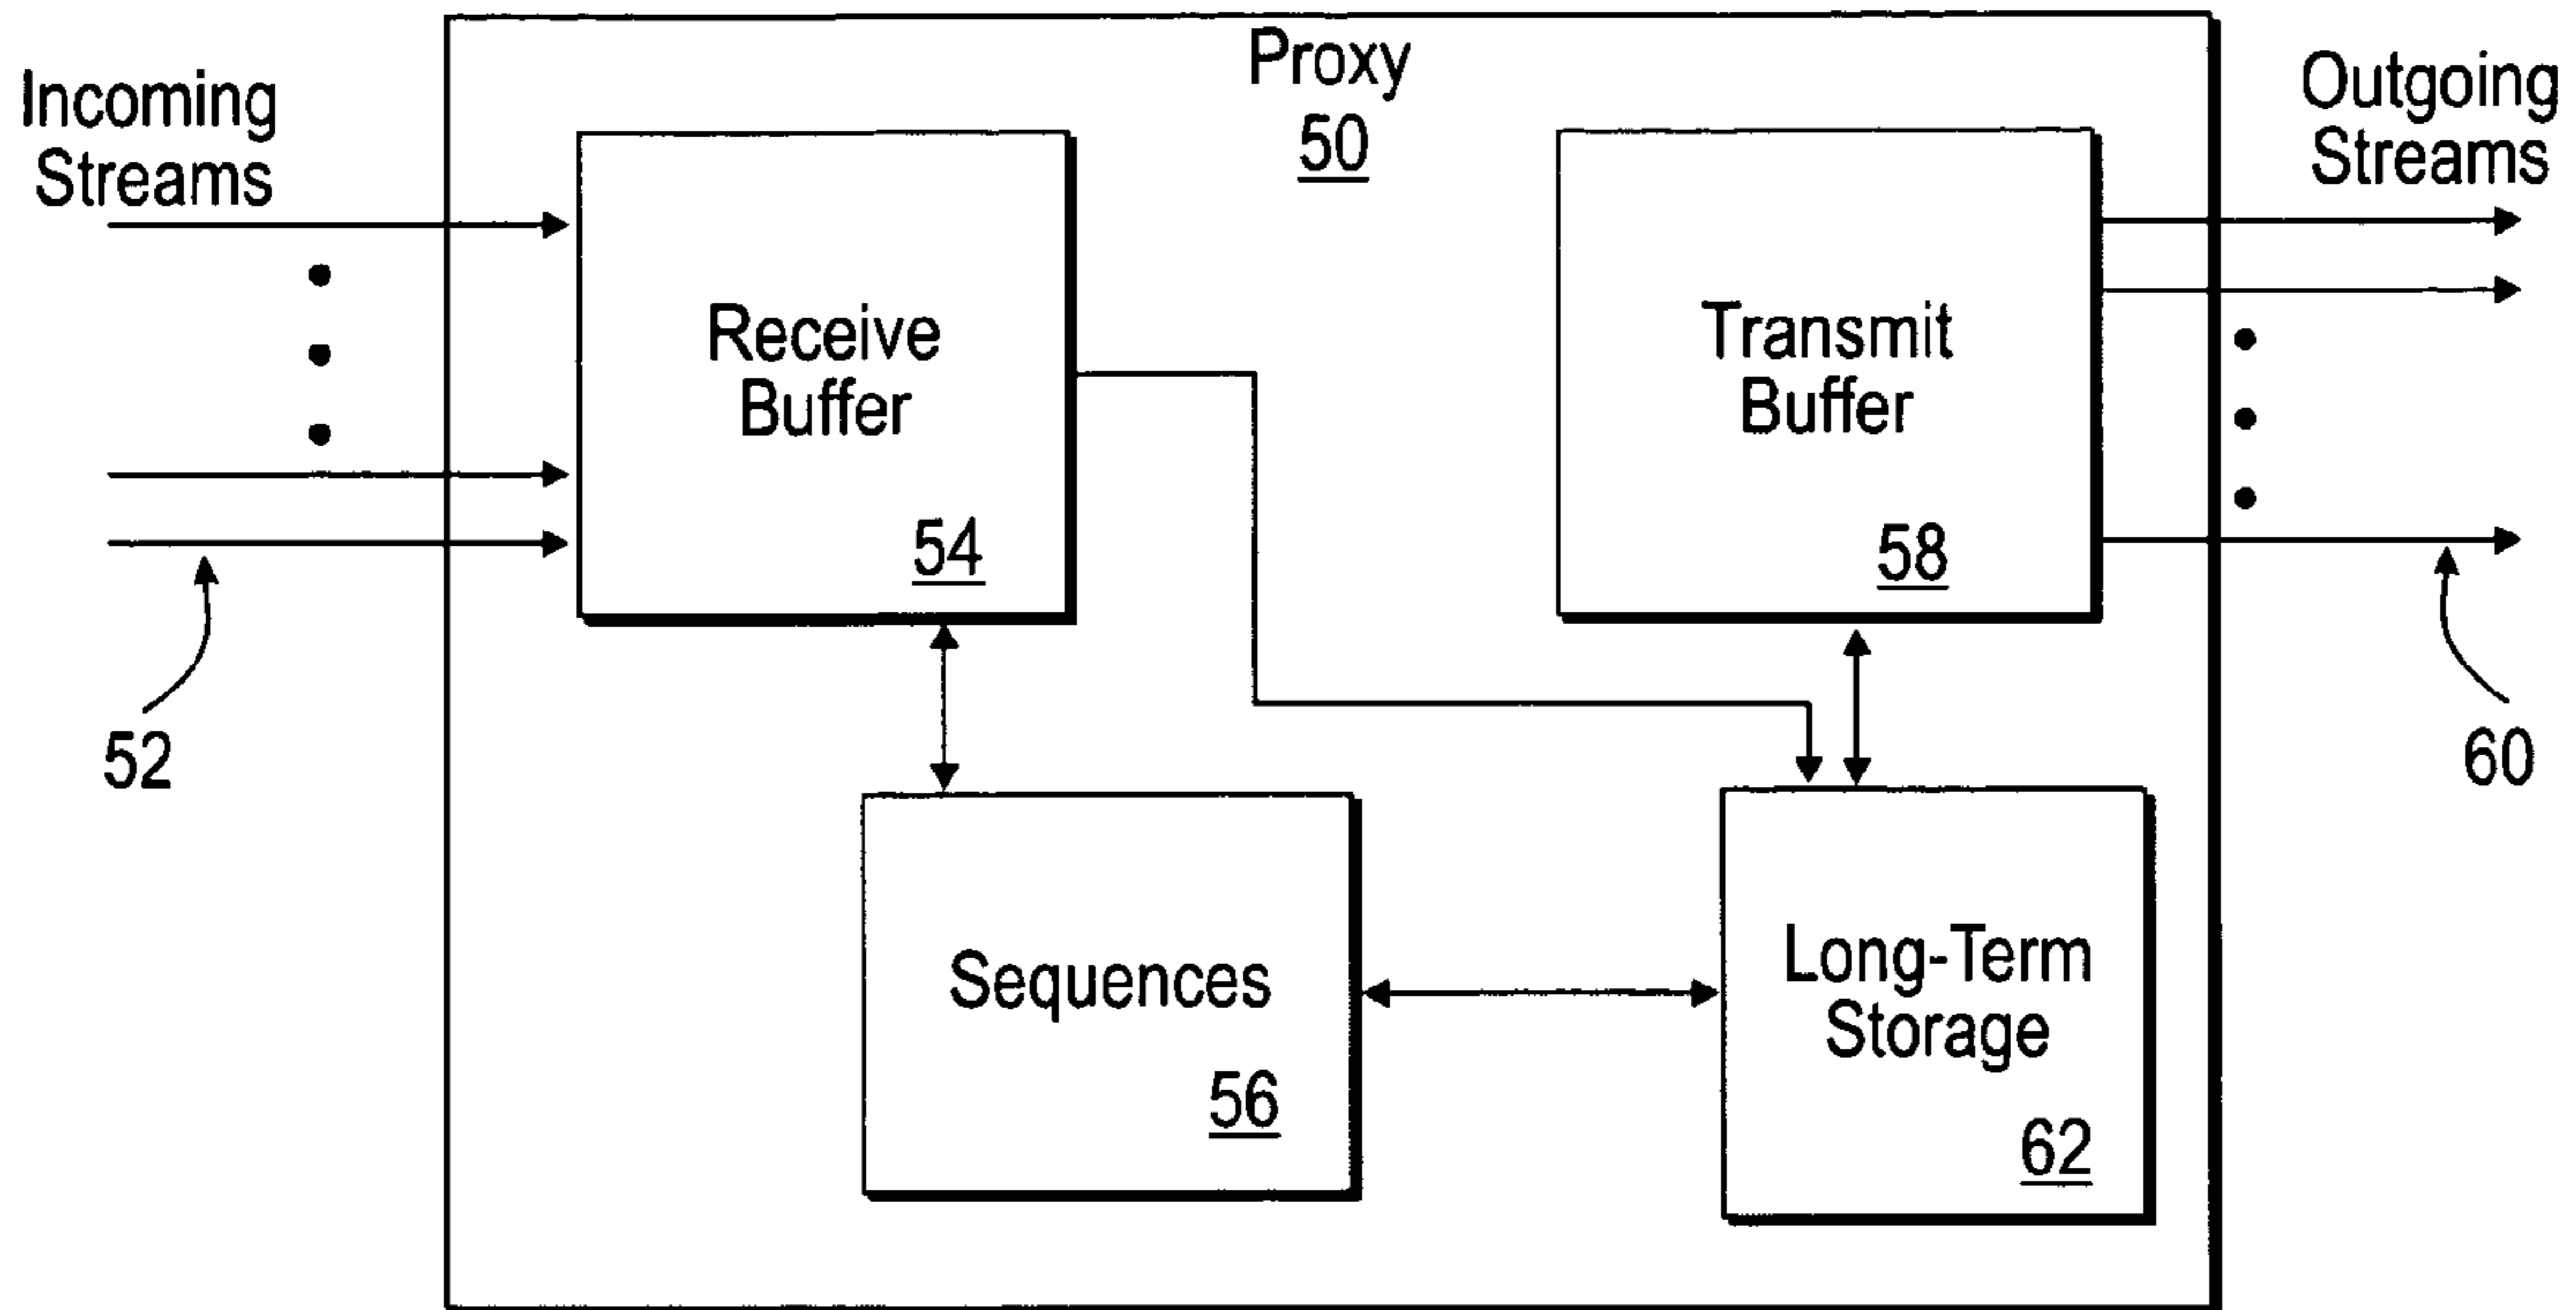 Proxy
50
Incoming
Streams
Outgoing
Streams
Receive
Buffer
54
Transmit
Buffer
58
52
60
Sequences
56
Long-Term
Storage
62